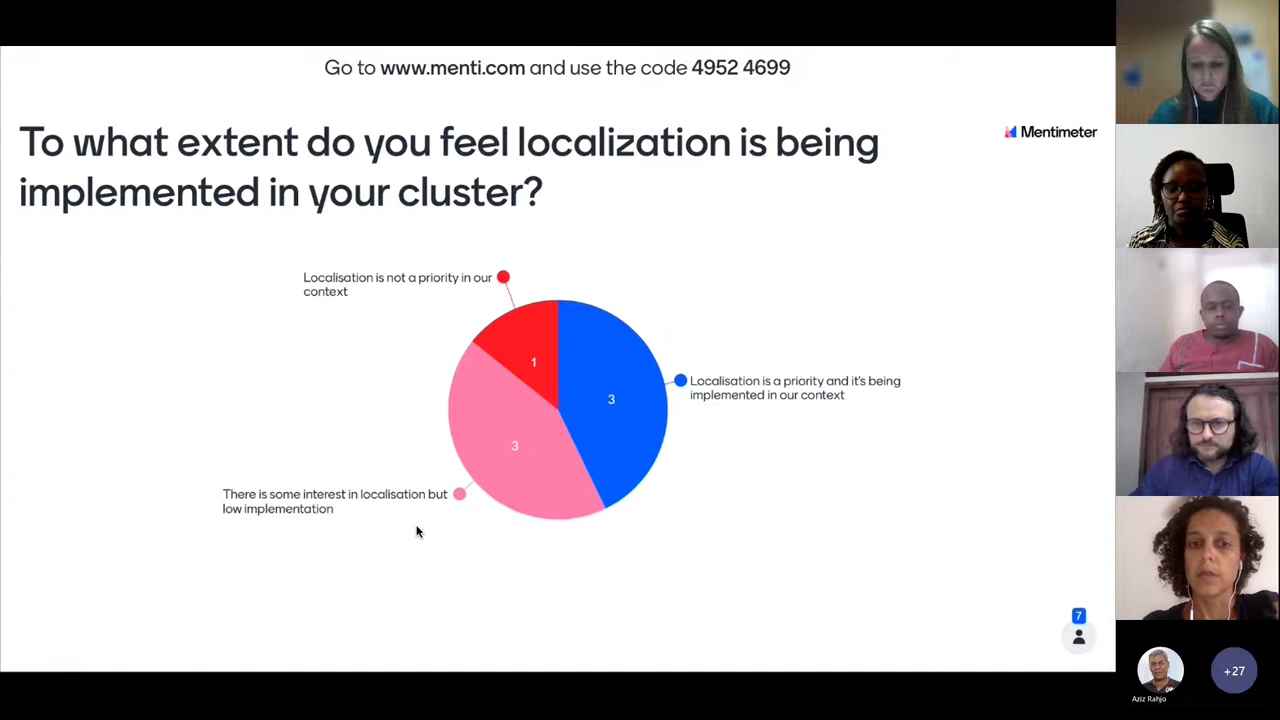 Go to www.menti.com and use the code 4952 4699
To what extent do you feel localization is being
implemented in your cluster?
Mentimeter
Localisation is not a priority in our
context
1
3
Localisation is a priority and it's being
implemented in our context
3
There is some interest in localisation but
low implementation
7
+27
Aziz Rahjo